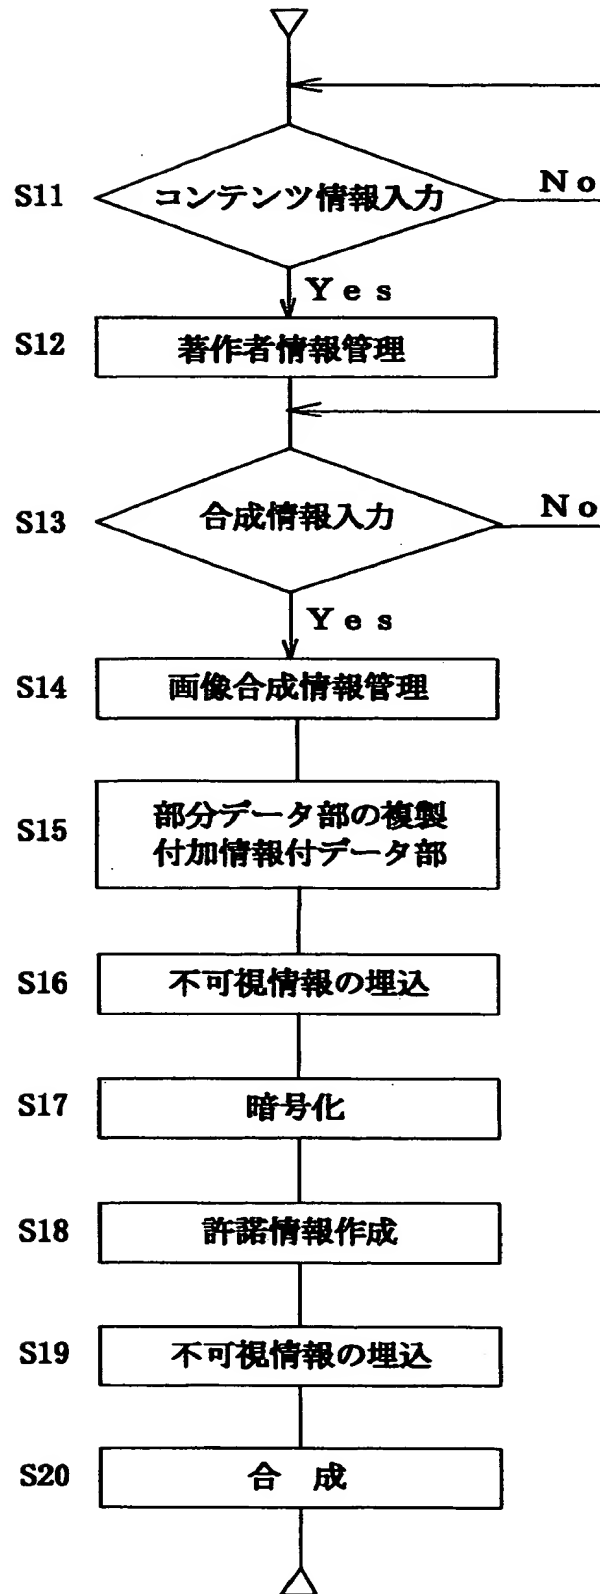 S11
コンテンツ情報入力
No
Yes
S12
著作者情報管理
S13
合成情報入力
No
Yes
S14
画像合成情報管理
S15
部分データ部の複製
付加情報付データ部
S16
不可視情報の埋込
S17
暗号化
S18
許諾情報作成
S19
不可視情報の埋込
S20
合 成